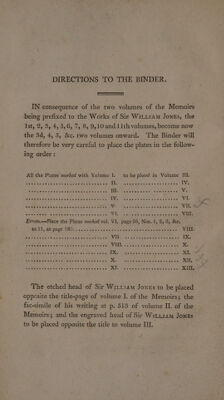 DIRECTIONS TO THE BINDER.
IN consequence of the two volumes of the Memoirs
being prefixed to the Works of Sir WILLIAM JONES, the
1st, 2, 3, 4, 5, 6, 7, 8, 9, 10 and 11th volumes, become now
the 3d, 4, 5, &c. two volumes onward. The Binder will
therefore be very careful to place the plates in the follow-
ing order:
All the Plates marked with Volume I. to be placed in Volume III.
II. IV.
III. V.
IV. VI.
V. VII.
VI. VIII.
Errors.—Place the Plates marked vol. VI, page Nos. 1, 2, 3, &c.
to 11, at page VIII.
VII IX.
VIII. X.
IX. XI.
X. XII.
XI. XIII.
The etched head of Sir WILLIAM JONES to be placed
opposite the title-page of volume I. of the Memoirs; the
fac-simile of his writing at p. 513 of volume II. of the
Memoirs; and the engraved head of Sir WILLIAM JONES
to be placed opposite the title to volume III.